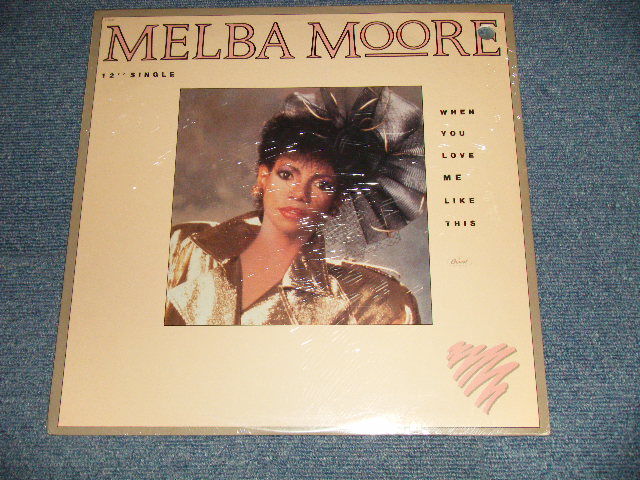 MELBA MOORE
12" SINGLE
WHEN
YOU
LOVE
ME
LIKE
THIS
Capitol